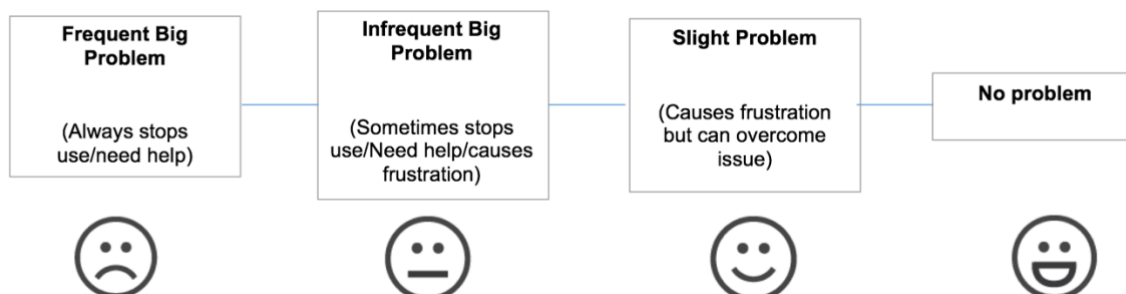 Frequent Big
Problem
(Always stops
use/need help)
Infrequent Big
Problem
(Sometimes stops
use/Need help/causes
frustration)
Slight Problem
(Causes frustration
but can overcome
issue)
No problem